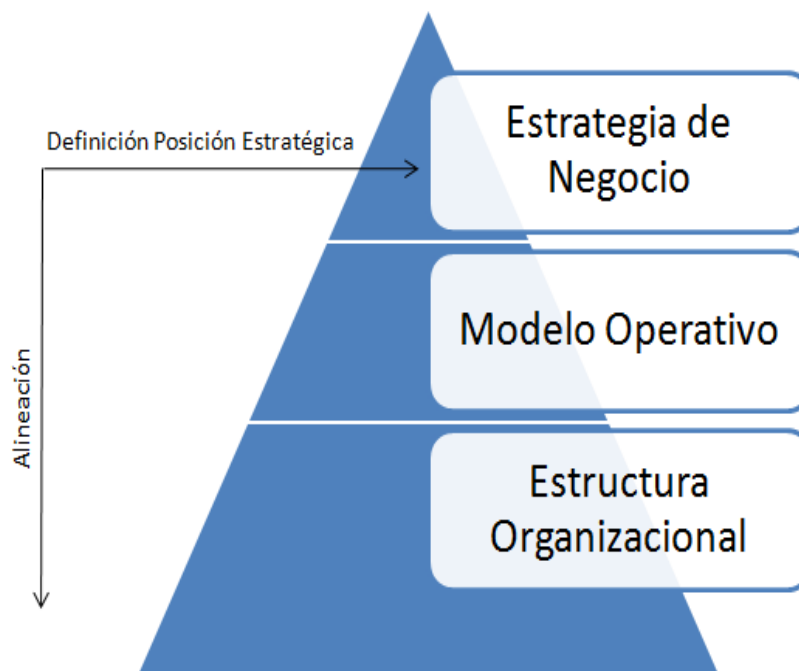 Estrategia de
Negocio
Definición Posición Estratégica
Modelo Operativo
Alineación
Estructura
Organizacional